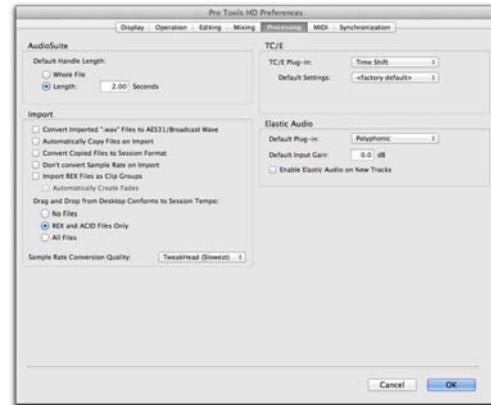 Pro Tools HD Preferences
Display Operation Editing Mixing Processing MIDI Synchronization
AudioSuite
Default Handle Length:
Whole File
Length: 2.00 Seconds
Import
Convert Imported ".wav" Files to AES31/Broadcast Wave
Automatically Copy Files on Import
Convert Copied Files to Session Format
Don't convert Sample Rate on Import
Import REX Files as Clip Groups
Automatically Create Fades
Drag and Drop from Desktop Conforms to Session Tempo:
No Files
REX and ACID Files Only
All Files
Sample Rate Conversion Quality: TweakHead (Slowest)
TC/E
TC/E Plug-in: Time Shift
Default Settings: <factory default>
Elastic Audio
Default Plug-in: Polyphonic
Default Input Gain: 0.0 dB
Enable Elastic Audio on New Tracks
Cancel OK